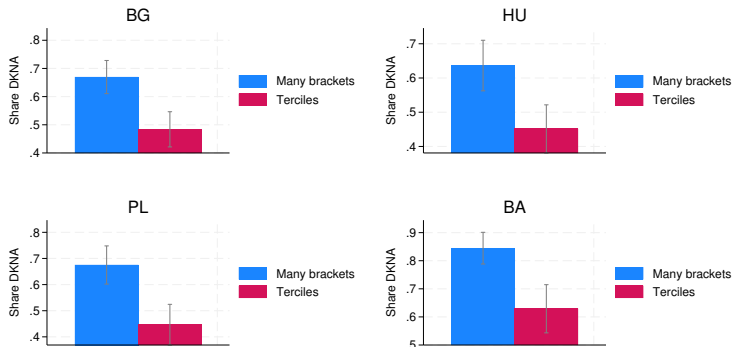 BG
Share DKNA
.8
.7
.6
.5
.4
Many brackets
Terciles
HU
Share DKNA
.7
.6
.5
.4
Many brackets
Terciles
PL
Share DKNA
.8
.7
.6
.5
.4
Many brackets
Terciles
BA
Share DKNA
.9
.8
.7
.6
.5
Many brackets
Terciles